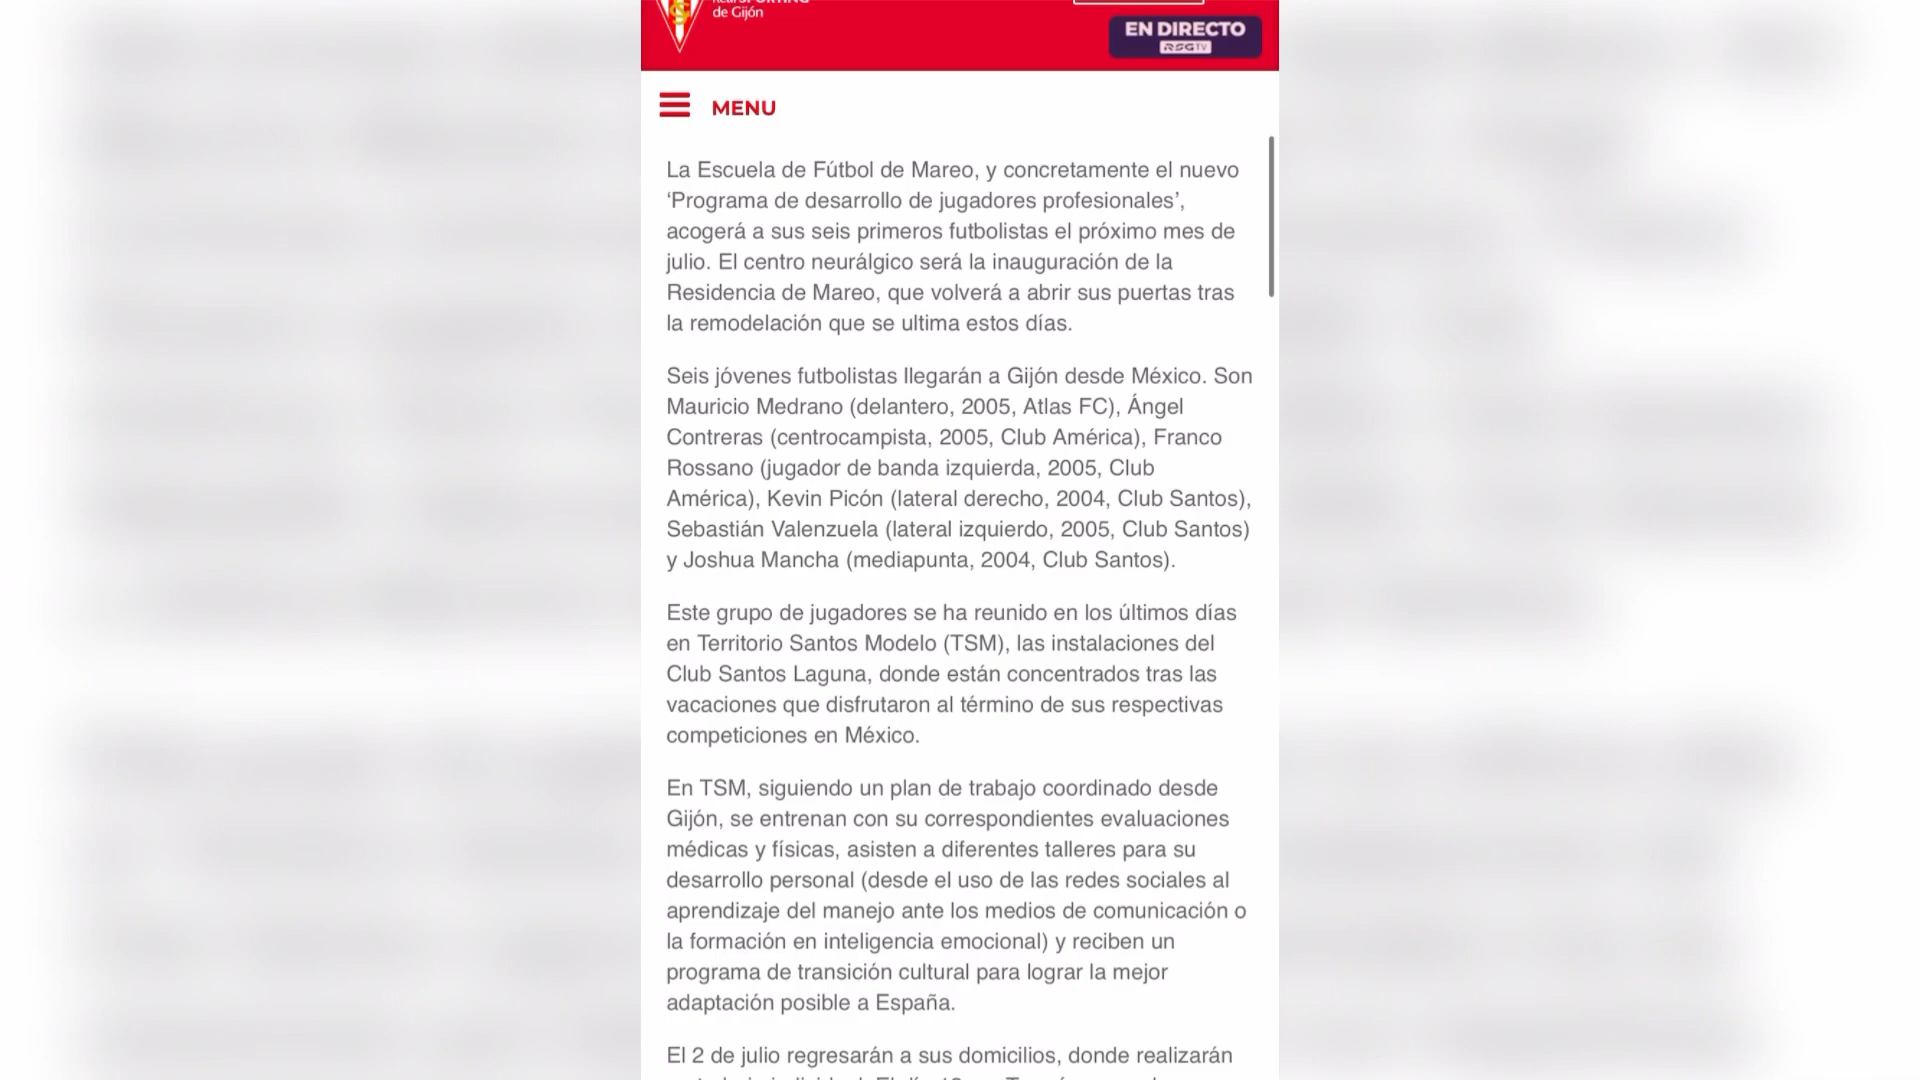 Real SPORTING
de Gijón
EN DIRECTO
RSGTV
MENU
La Escuela de Fútbol de Mareo, y concretamente el nuevo
‘Programa de desarrollo de jugadores profesionales’,
acogerá a sus seis primeros futbolistas el próximo mes de
julio. El centro neurálgico será la inauguración de la
Residencia de Mareo, que volverá a abrir sus puertas tras
la remodelación que se ultima estos días.
Seis jóvenes futbolistas llegarán a Gijón desde México. Son
Mauricio Medrano (delantero, 2005, Atlas FC), Ángel
Contreras (centrocampista, 2005, Club América), Franco
Rossano (jugador de banda izquierda, 2005, Club
América), Kevin Picón (lateral derecho, 2004, Club Santos),
Sebastián Valenzuela (lateral izquierdo, 2005, Club Santos)
y Joshua Mancha (mediapunta, 2004, Club Santos).
Este grupo de jugadores se ha reunido en los últimos días
en Territorio Santos Modelo (TSM), las instalaciones del
Club Santos Laguna, donde están concentrados tras las
vacaciones que disfrutaron al término de sus respectivas
competiciones en México.
En TSM, siguiendo un plan de trabajo coordinado desde
Gijón, se entrenan con su correspondientes evaluaciones
médicas y físicas, asisten a diferentes talleres para su
desarrollo personal (desde el uso de las redes sociales al
aprendizaje del manejo ante los medios de comunicación o
la formación en inteligencia emocional) y reciben un
programa de transición cultural para lograr la mejor
adaptación posible a España.
El 2 de julio regresarán a sus domicilios, donde realizarán